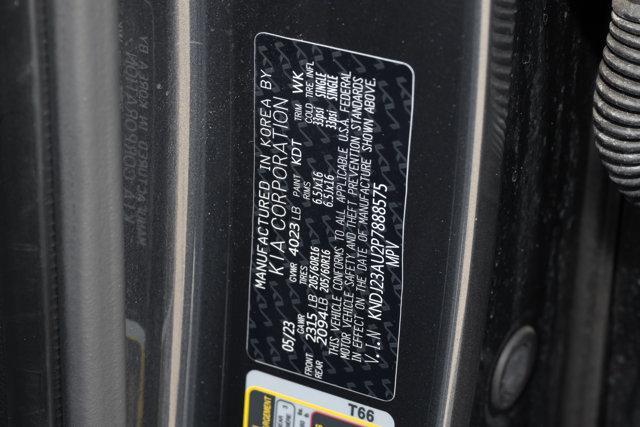 MANUFACTURED IN KOREA BY
KIA CORPORATION
05/23 GVWR 4023 LB PAINT KDT TRIM WK
GAWR TIRES RIMS COLD TIRE INFL
FRONT 2315 LB 205/60R16 6.5Jx16 33psi SINGLE
REAR 2094 LB 205/60R16 6.5Jx16 33psi SINGLE
THIS VEHICLE CONFORMS TO ALL APPLICABLE U.S.A. FEDERAL
MOTOR VEHICLE SAFETY AND THEFT PREVENTION STANDARDS
IN EFFECT ON THE DATE OF MANUFACTURE SHOWN ABOVE.
V.I.N KNDJ23AU2P7888575
MPV
T66